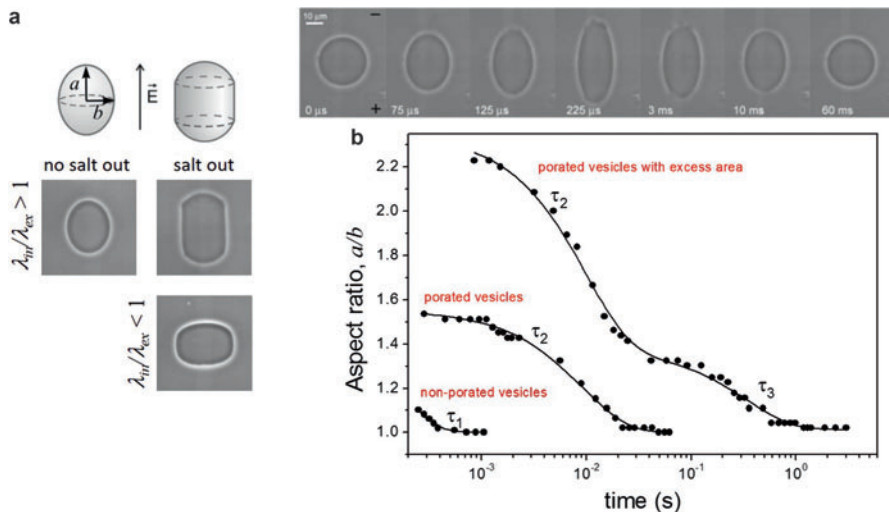 a
a
b
E
no salt out
salt out
λin/λex > 1
λin/λex < 1
10 µm
−
+
0 µs
75 µs
125 µs
225 µs
3 ms
10 ms
60 ms
b
Aspect ratio, a/b
2.2
2.0
1.8
1.6
1.4
1.2
1.0
porated vesicles with excess area
τ2
porated vesicles
τ2
non-porated vesicles
τ1
τ3
10⁻³
10⁻²
10⁻¹
10⁰
time (s)